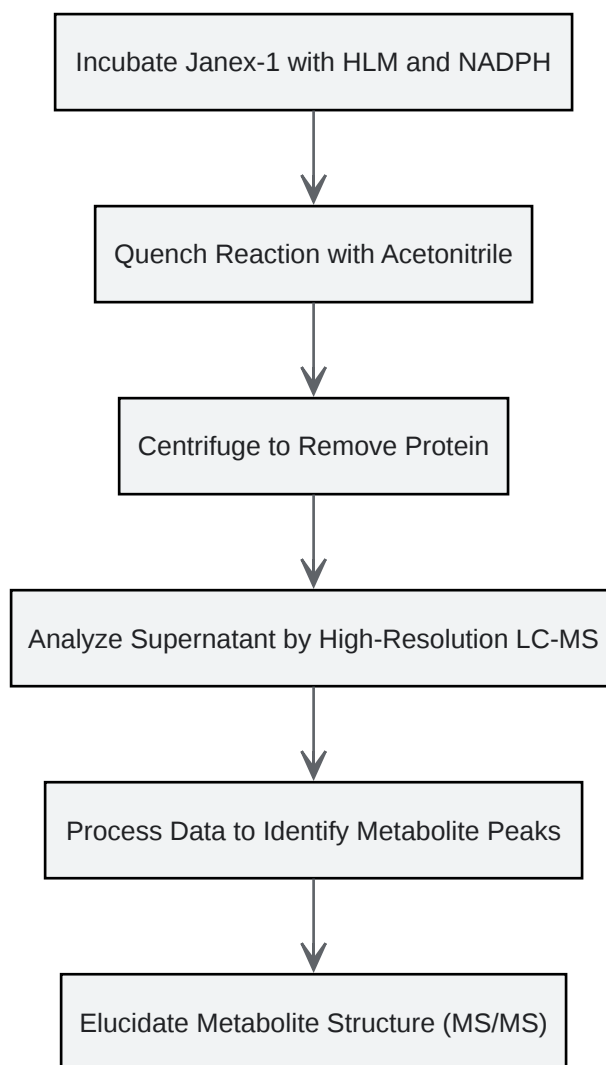 Incubate Janex-1 with HLM and NADPH
Quench Reaction with Acetonitrile
Centrifuge to Remove Protein
Analyze Supernatant by High-Resolution LC-MS
Process Data to Identify Metabolite Peaks
Elucidate Metabolite Structure (MS/MS)